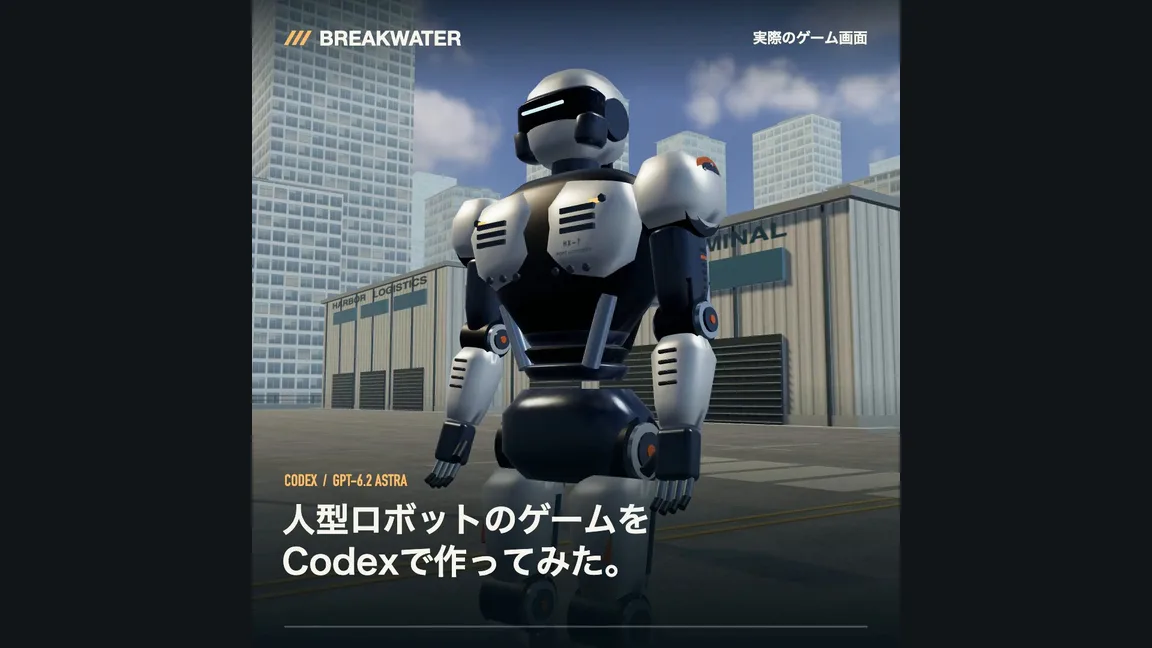 /// BREAKWATER
実際のゲーム画面
HARBOR LOGISTICS
MINAL
CODEX / GPT-6.2 ASTRA
人型ロボットのゲームを
Codexで作ってみた。